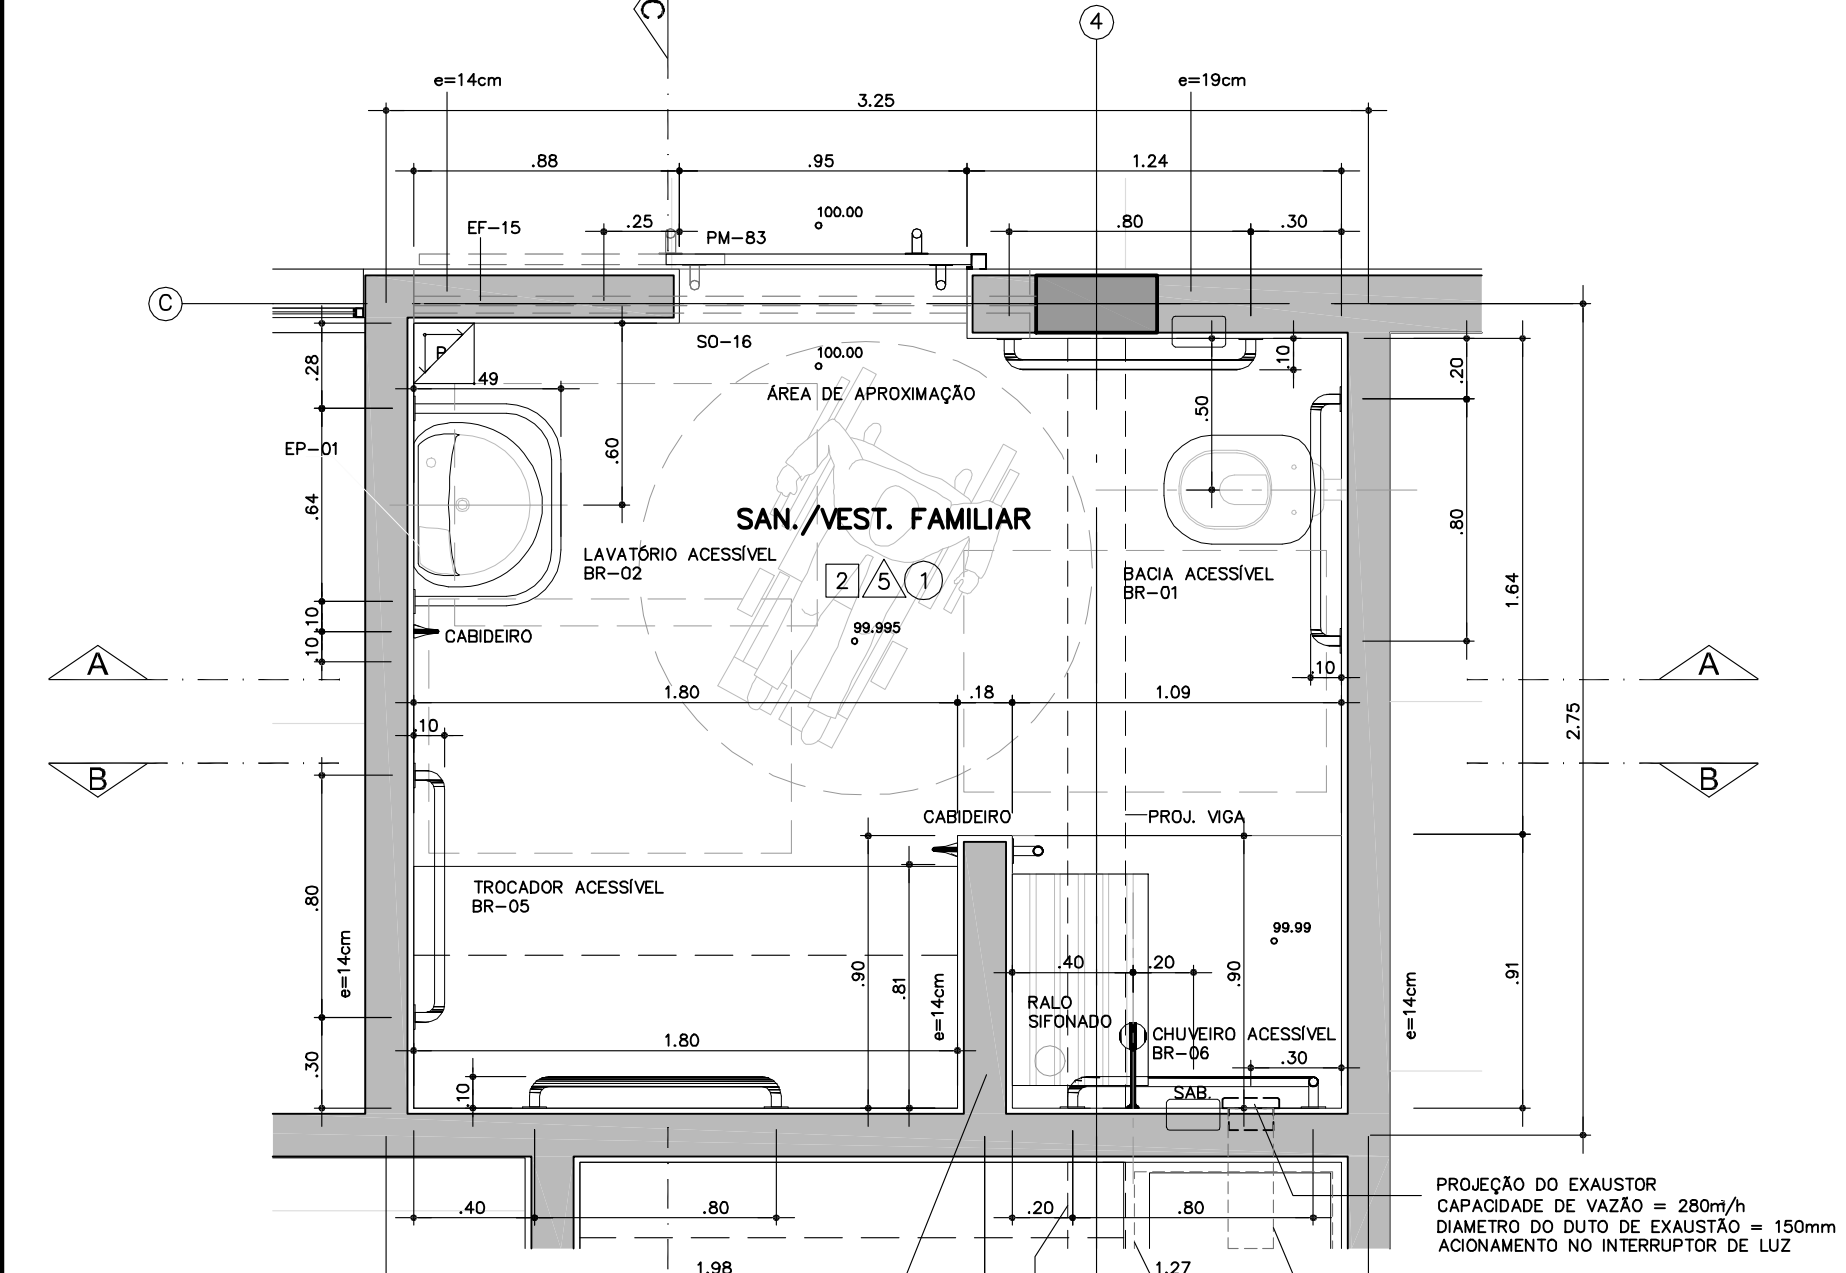 C
4
e=14cm
e=19cm
3.25
.88
.95
1.24
100.00
.25
.80
.30
EF-15
PM-83
C
SO-16
100.00
.10
.28
.49
.20
ÁREA DE APROXIMAÇÃO
.50
EP-01
.60
.64
.80
SAN./VEST. FAMILIAR
LAVATÓRIO ACESSÍVEL
BR-02
2
5
1
BACIA ACESSÍVEL
BR-01
1.64
.10
99.995
CABIDEIRO
.10
A
A
.10
1.80
.18
1.09
2.75
.10
B
B
CABIDEIRO
PROJ. VIGA
TROCADOR ACESSÍVEL
BR-05
.80
99.99
e=14cm
.90
.81
e=14cm
.40
.20
.90
.91
e=14cm
RALO
SIFONADO
CHUVEIRO ACESSÍVEL
BR-06
1.80
.30
.30
.10
SAB.
PROJEÇÃO DO EXAUSTOR
CAPACIDADE DE VAZÃO = 280m³/h
DIAMETRO DO DUTO DE EXAUSTÃO = 150mm
ACIONAMENTO NO INTERRUPTOR DE LUZ
.40
.80
.20
.80
1.98
1.27